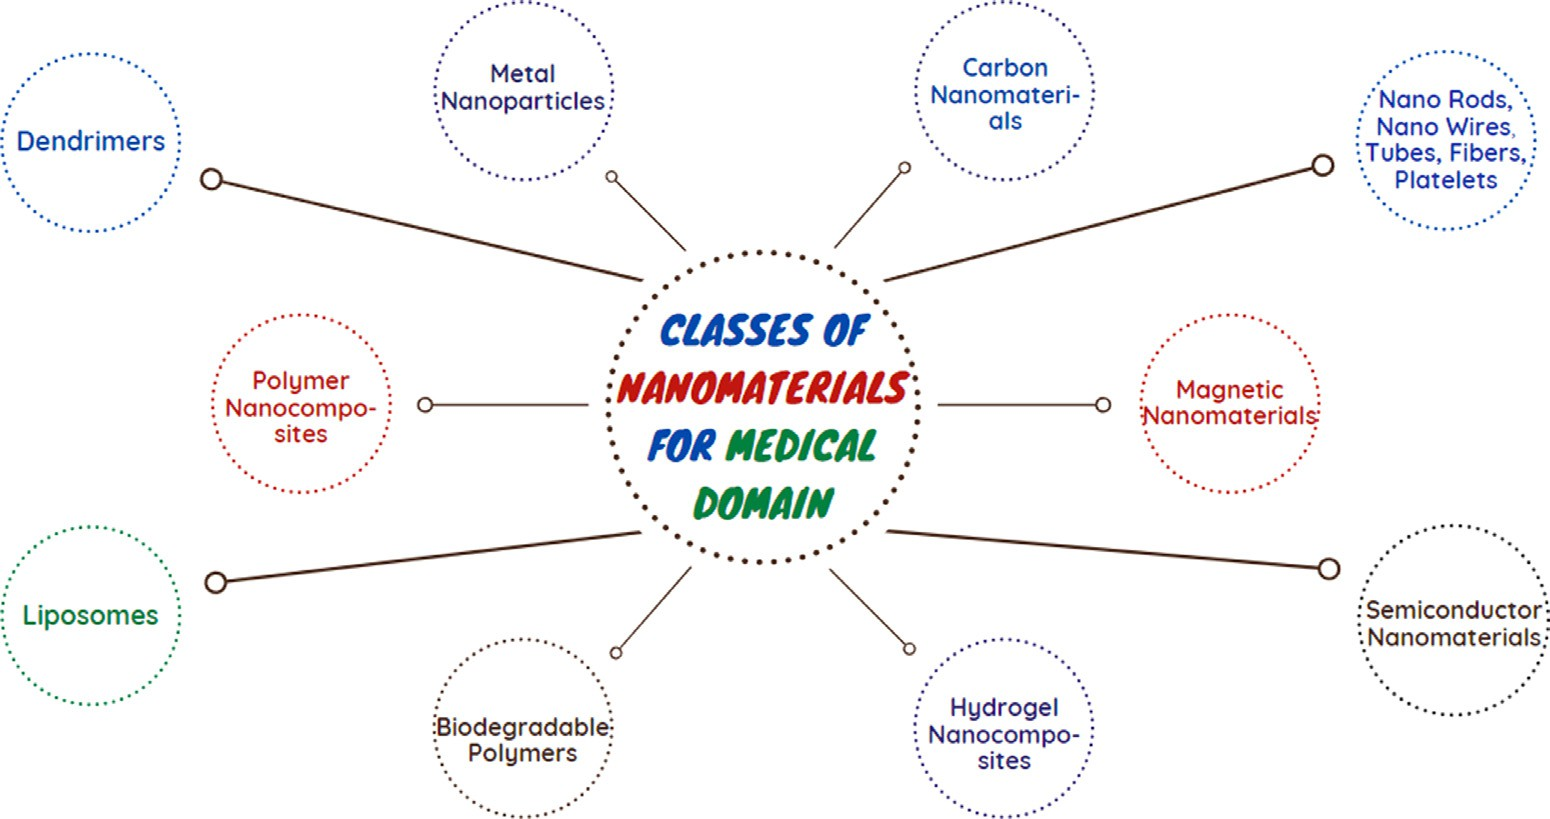 Metal
Nanoparticles
Carbon
Nanomateri-
als
Dendrimers
Nano Rods,
Nano Wires,
Tubes, Fibers,
Platelets
CLASSES OF
NANOMATERIALS
FOR MEDICAL
DOMAIN
Polymer
Nanocompo-
sites
Magnetic
Nanomaterials
Liposomes
Semiconductor
Nanomaterials
Biodegradable
Polymers
Hydrogel
Nanocompo-
sites